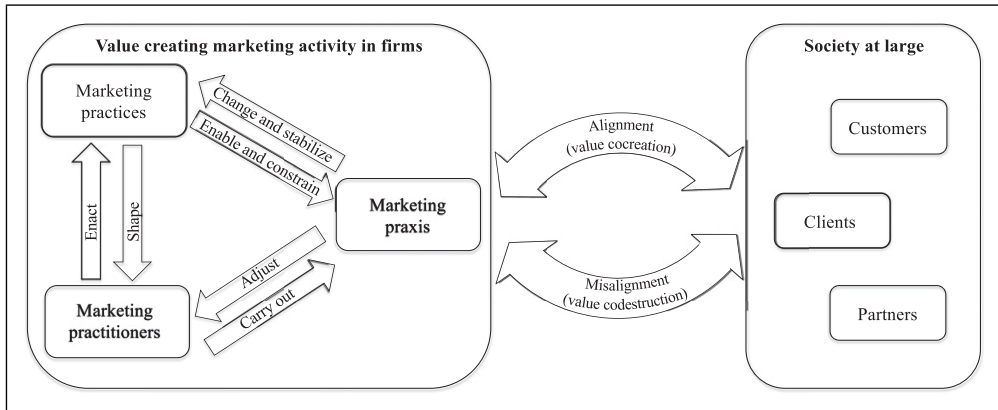 Value creating marketing activity in firms
Marketing
practices
Change and stabilize
Enable and constrain
Enact
Shape
Marketing
praxis
Adjust
Carry out
Marketing
practitioners
Alignment
(value cocreation)
Misalignment
(value codestruction)
Society at large
Customers
Clients
Partners